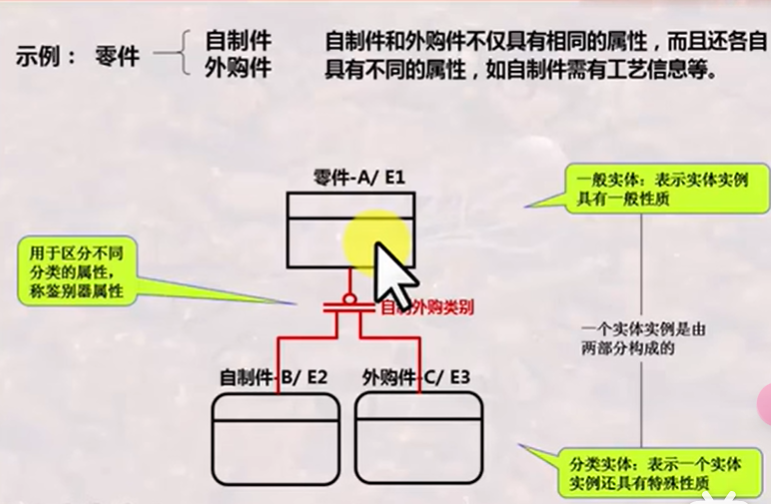 示例： 零件
自制件
外购件
自制件和外购件不仅具有相同的属性，而且还各自
具有不同的属性，如自制件需有工艺信息等。
零件-A/ E1
一般实体：表示实体实例
具有一般性质
用于区分不同
分类的属性，
称鉴别器属性
自制外购类别
一个实体实例是由
两部分构成的
自制件-B/ E2
外购件-C/ E3
分类实体：表示一个实体
实例还具有特殊性质